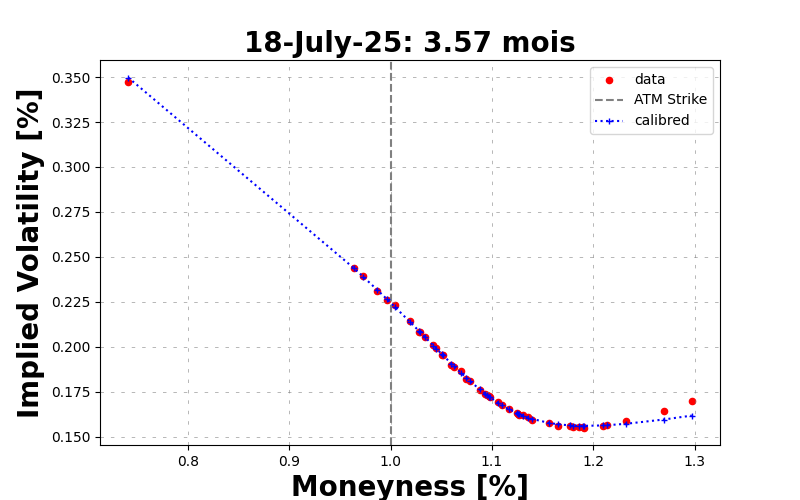 18-July-25: 3.57 mois
data
ATM Strike
calibred
Implied Volatility [%]
0.350
0.325
0.300
0.275
0.250
0.225
0.200
0.175
0.150
0.8 0.9 1.0 1.1 1.2 1.3
Moneyness [%]